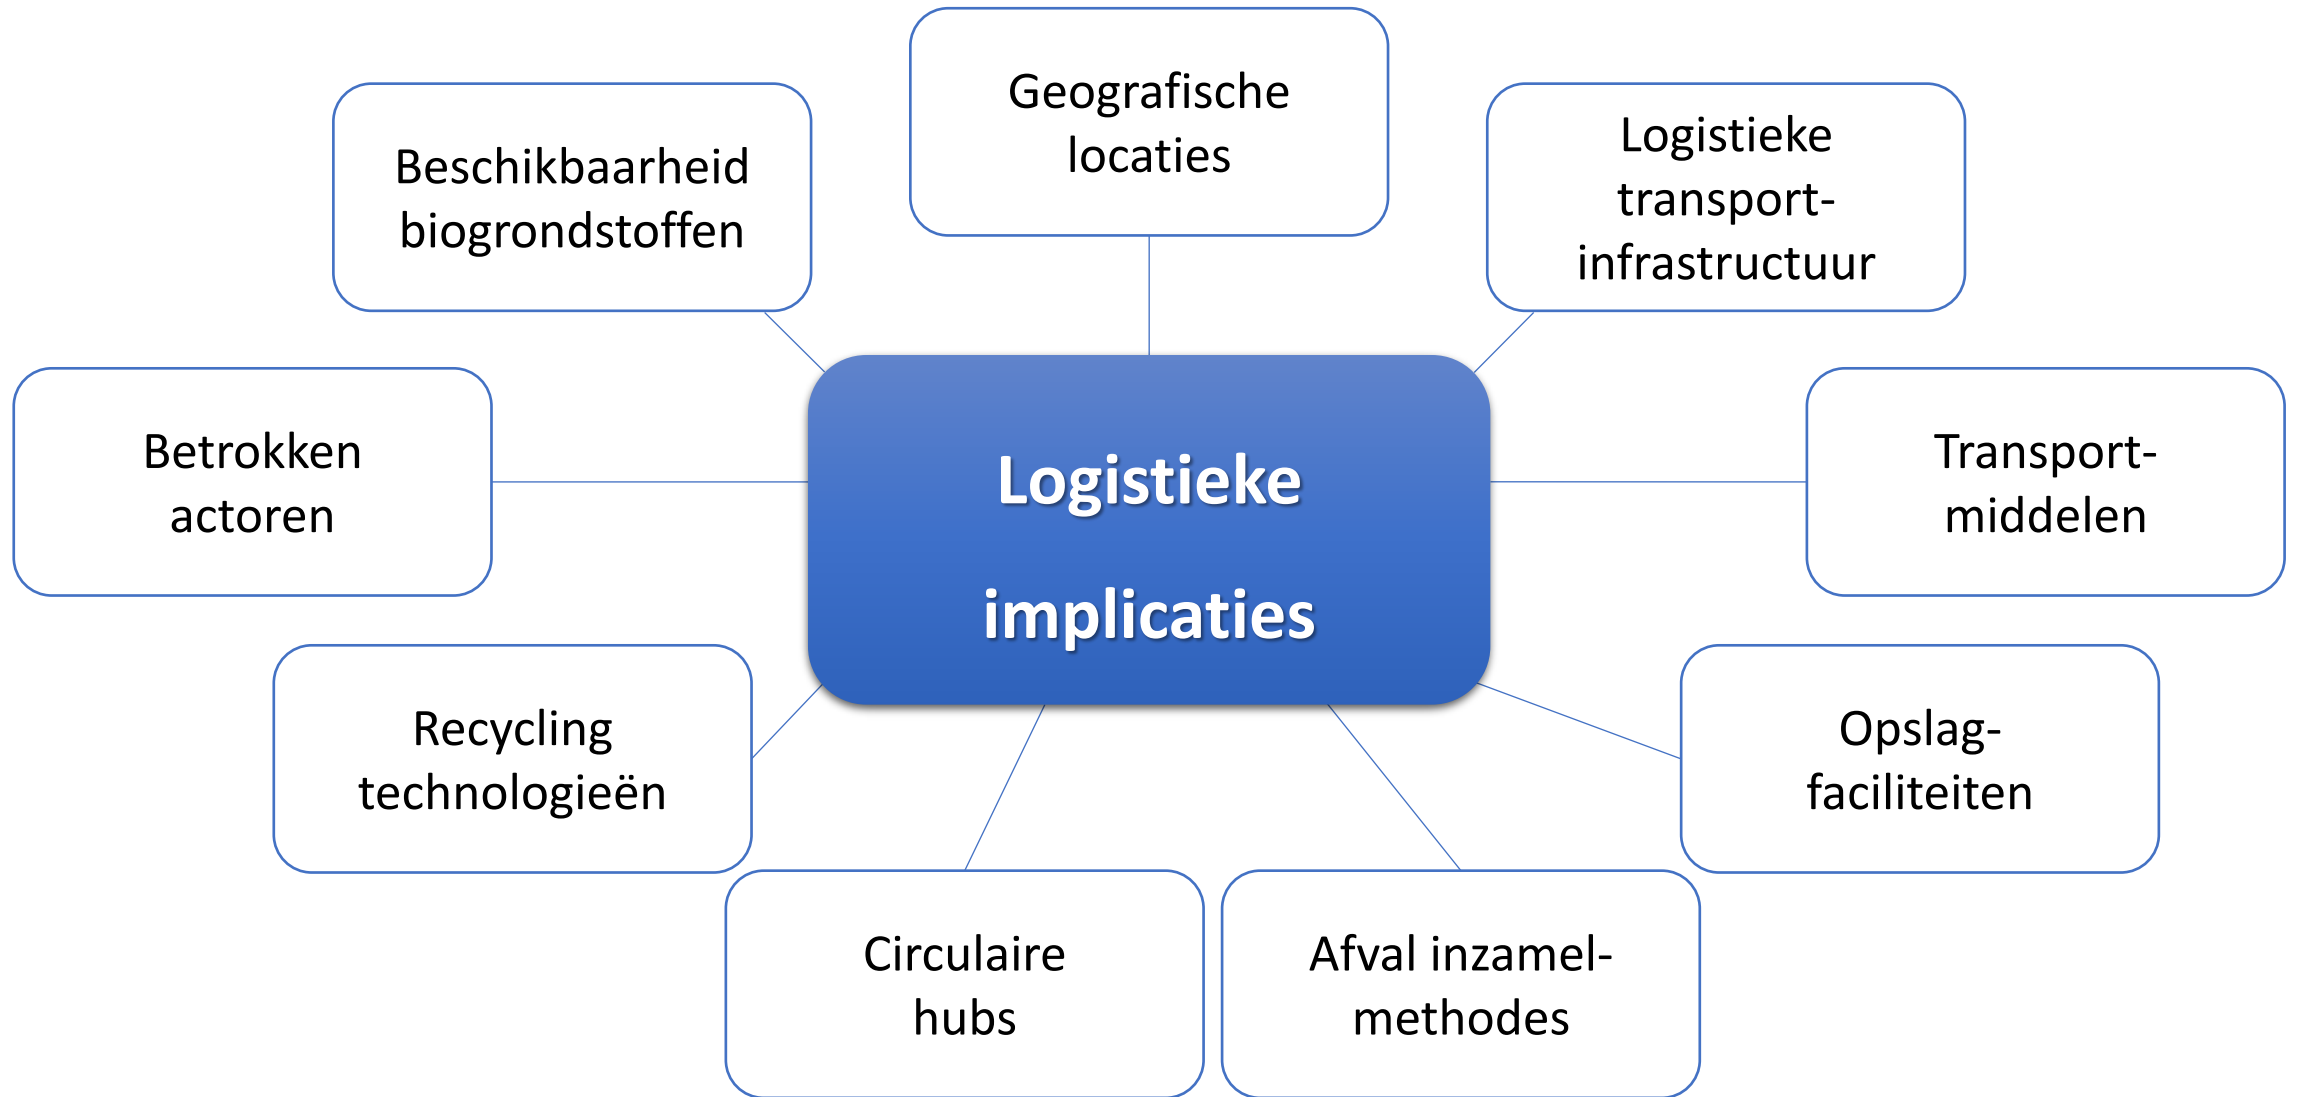 Geografische
locaties
Logistieke
transport-
infrastructuur
Beschikbaarheid
biogrondstoffen
Betrokken
actoren
Logistieke
implicaties
Transport-
middelen
Recycling
technologieën
Opslag-
faciliteiten
Circulaire
hubs
Afval inzamel-
methodes